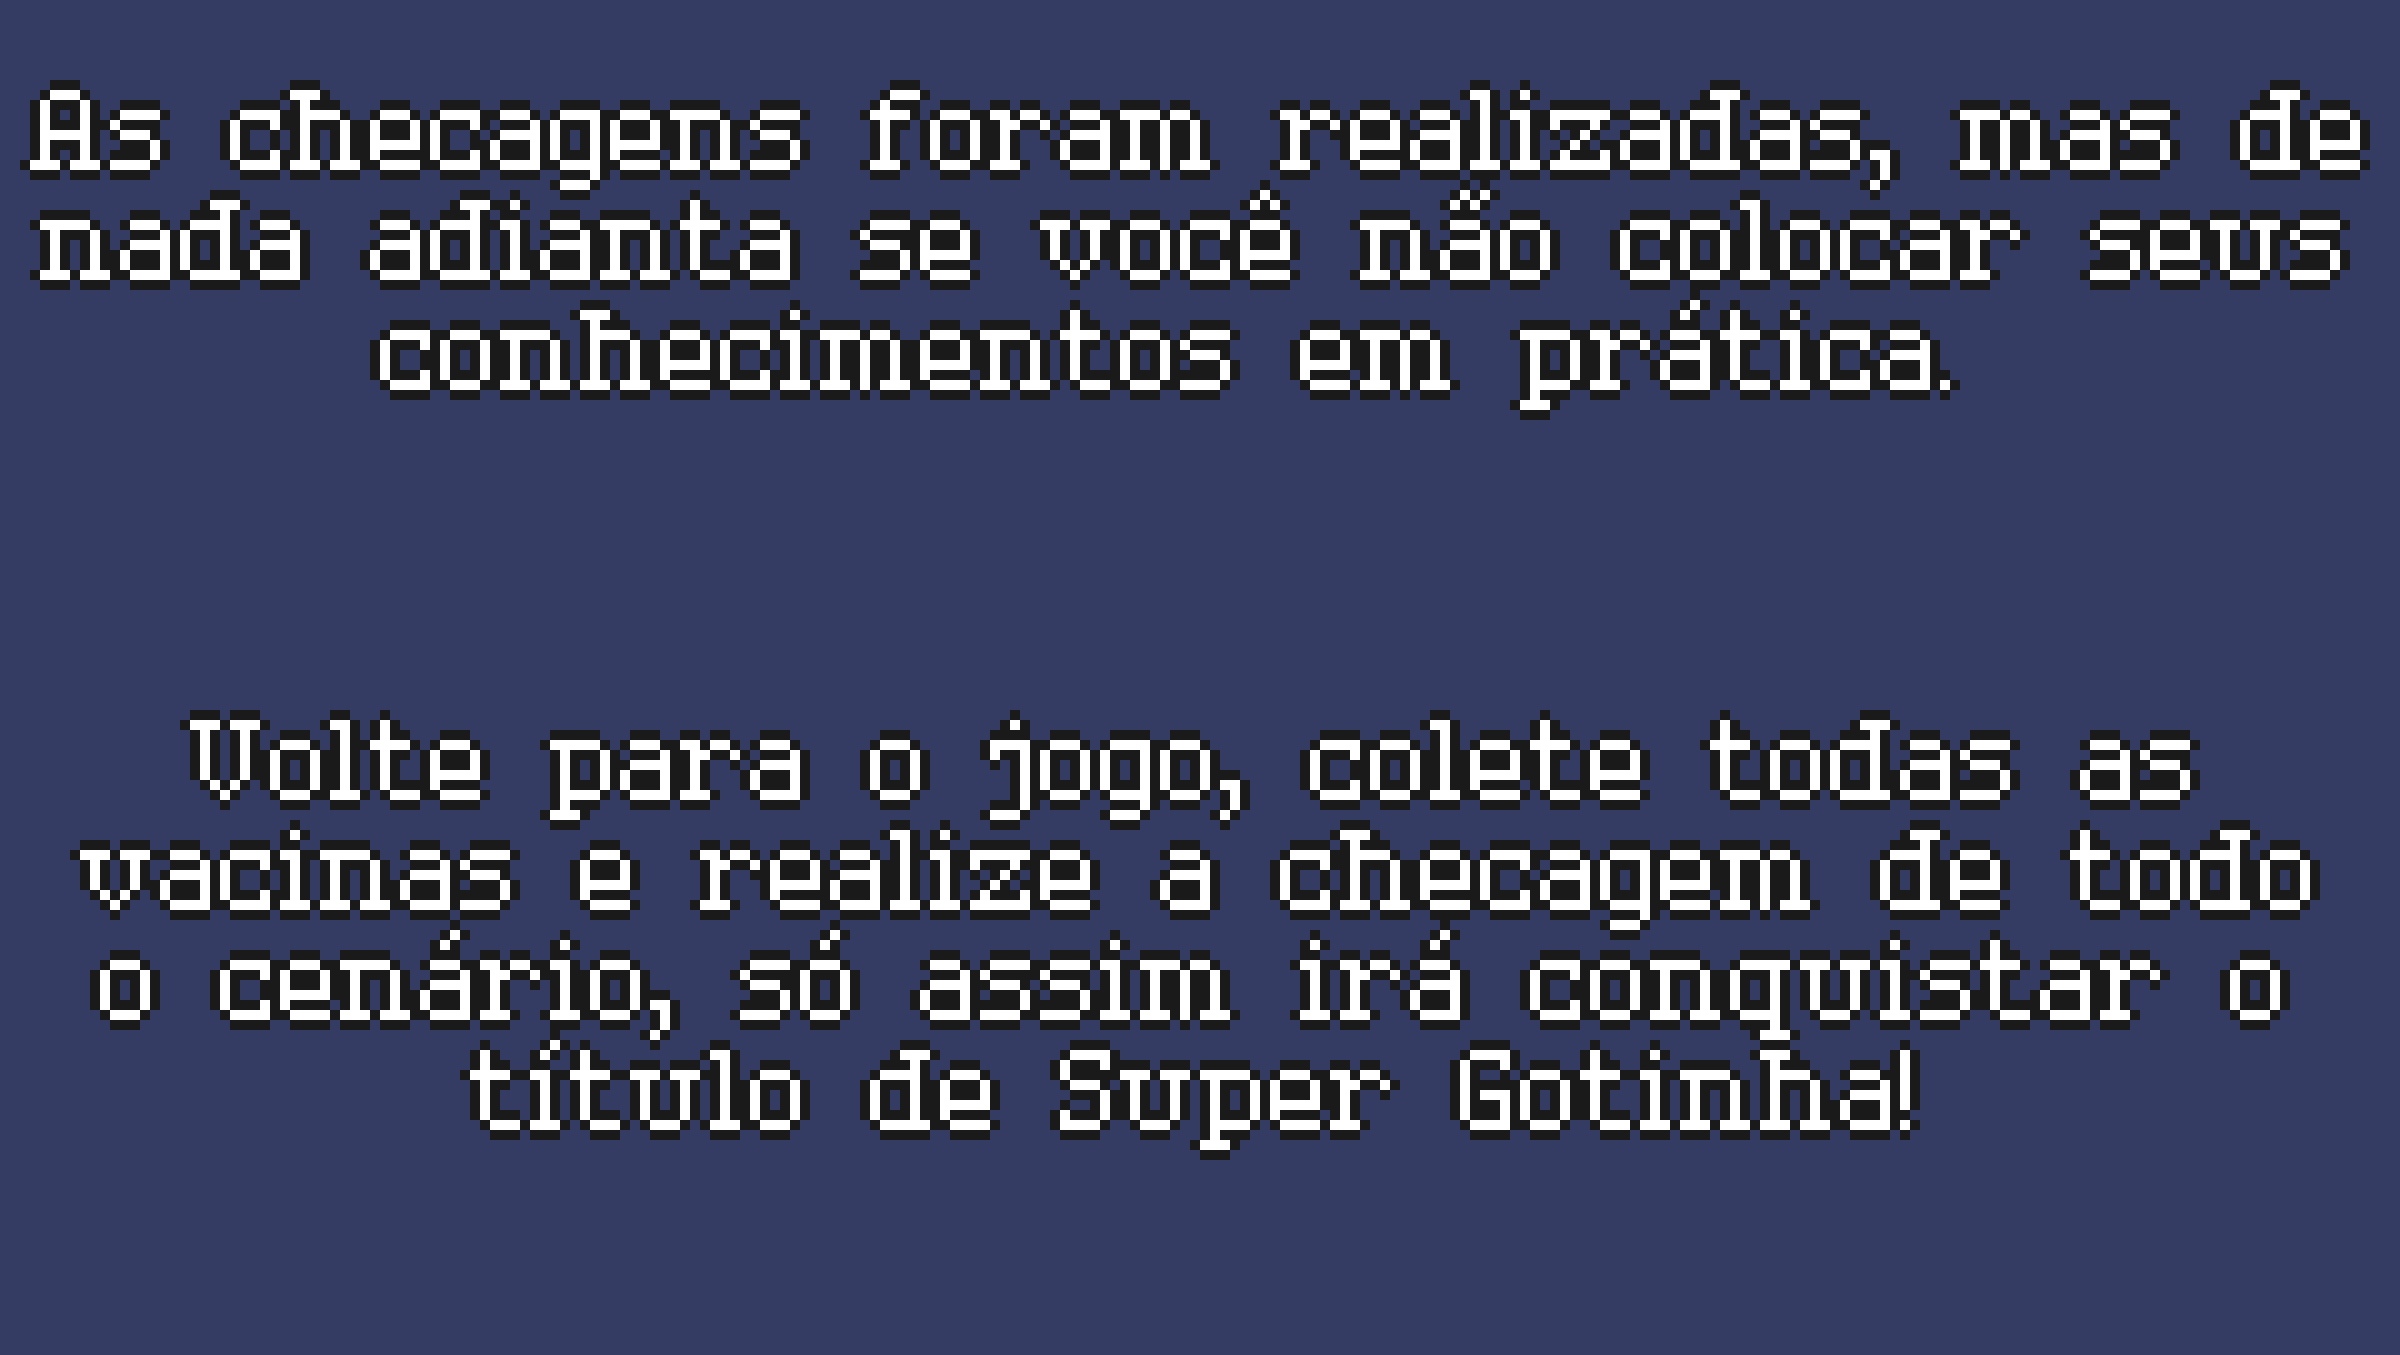 As checagens foram realizadas, mas de
nada adianta se você não colocar seus
conhecimentos em prática.
Volte para o jogo, colete todas as
vacinas e realize a checagem de todo
o cenário, só assim irá conquistar o
título de Super Gotinha!